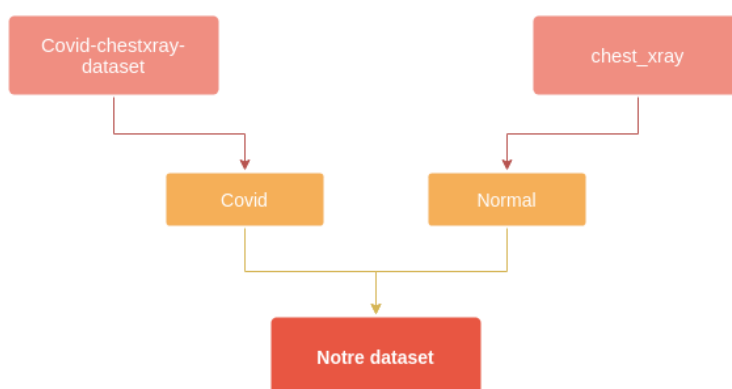 Covid-chestxray-
dataset
chest_xray
Covid
Normal
Notre dataset